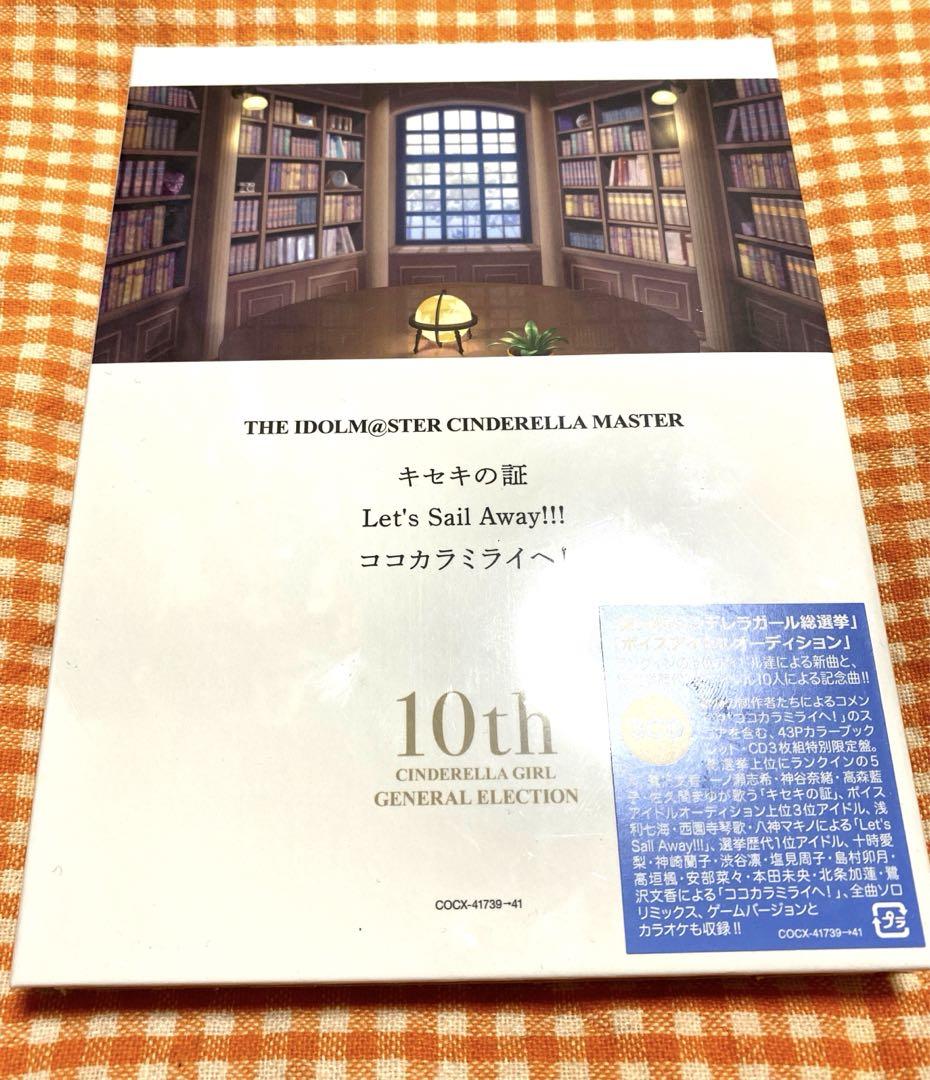 THE IDOLM@STER CINDERELLA MASTER
キセキの証
Let's Sail Away!!!
ココカラミライへ!
10th
CINDERELLA GIRL
GENERAL ELECTION
COCX-41739→41
デレラガール総選挙」
オーディション」
達による新曲と、
10人による記念曲!!
制作者たちによるコメン
「ココカラミライへ!」のス
アを含む、43Pカラーブック
レット・CD3枚組特別限定盤。
選挙上位にランクインの5
一ノ瀬志希・神谷奈緒・高森藍
子・佐久間まゆが歌う「キセキの証」、ボイス
アイドルオーディション上位3位アイドル、浅
利七海・西園寺琴歌・八神マキノによる「Let's
Sail Away!!!」、選挙歴代1位アイドル、十時愛
梨・神崎蘭子・渋谷凛・塩見周子・島村卯月・
高垣楓・安部菜々・本田未央・北条加蓮・鷺
沢文香による「ココカラミライへ!」、全曲ソロ
リミックス、ゲームバージョンと
カラオケも収録!!
COCX-41739→41
プラ